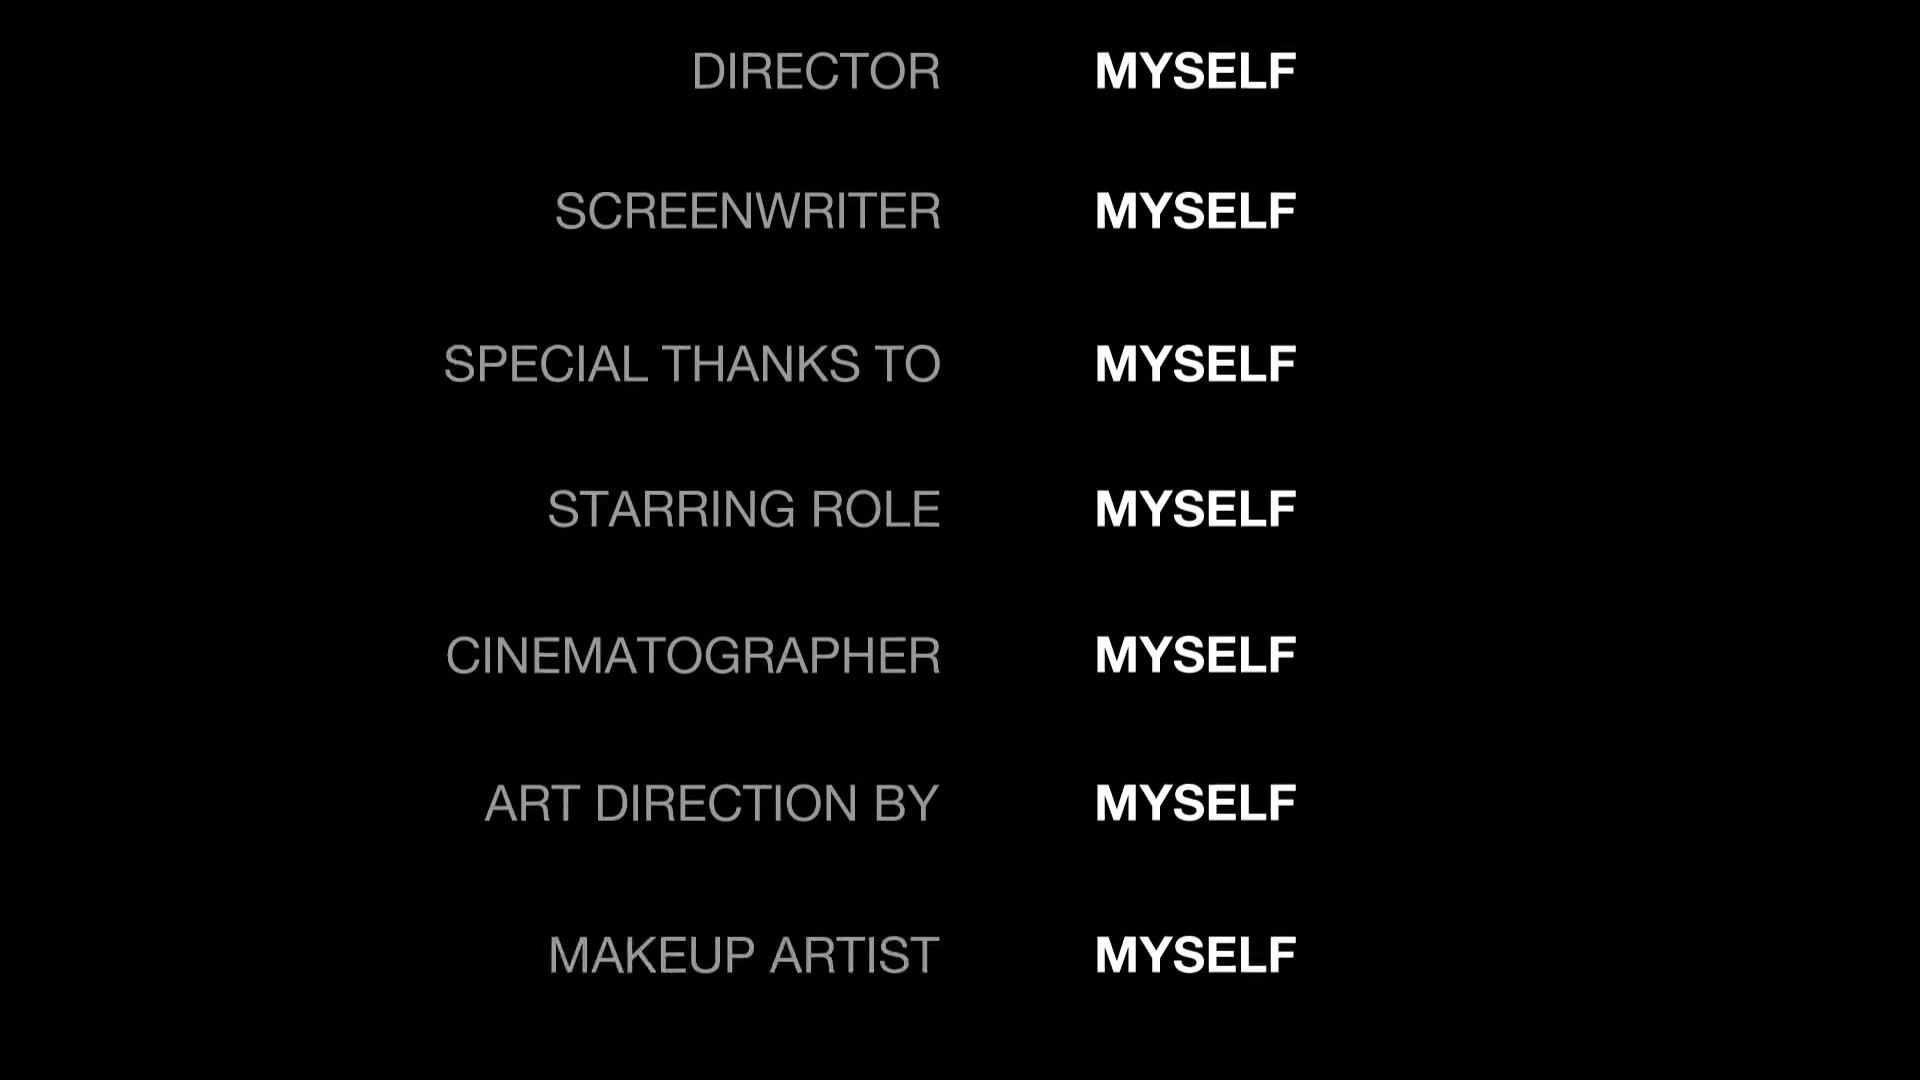 DIRECTOR MYSELF
SCREENWRITER MYSELF
SPECIAL THANKS TO MYSELF
STARRING ROLE MYSELF
CINEMATOGRAPHER MYSELF
ART DIRECTION BY MYSELF
MAKEUP ARTIST MYSELF